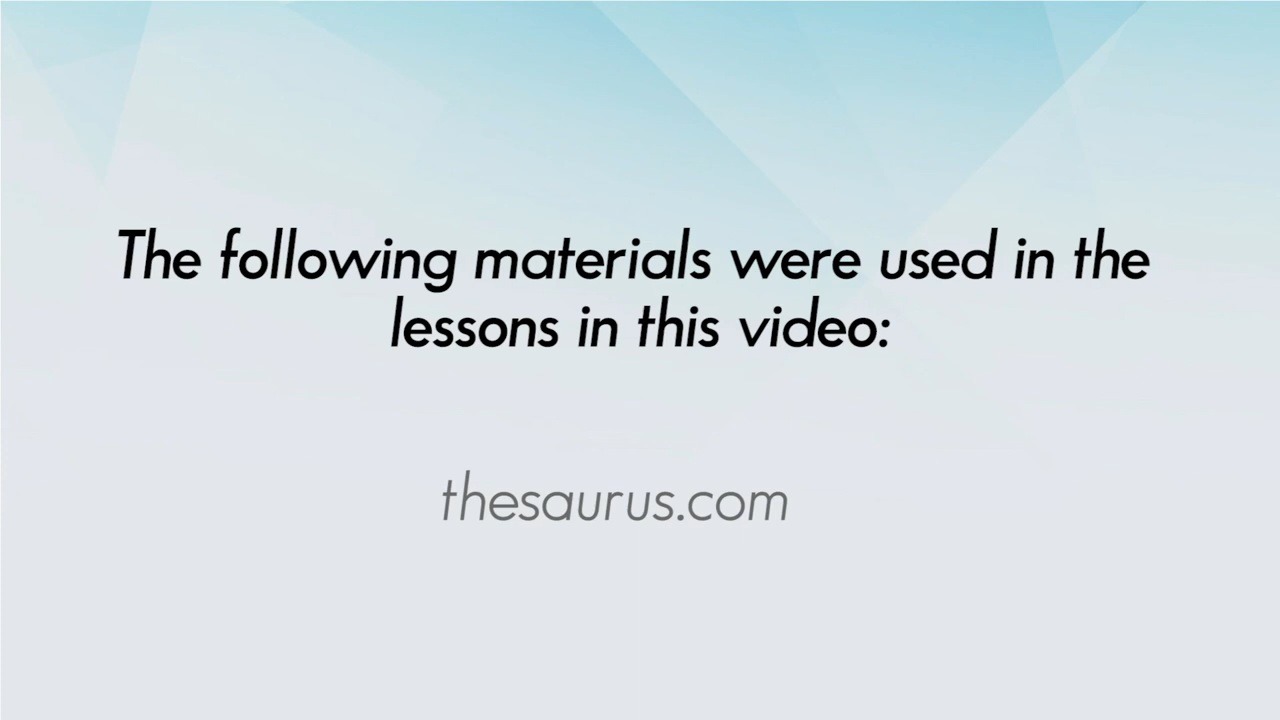 The following materials were used in the
lessons in this video:
thesaurus.com